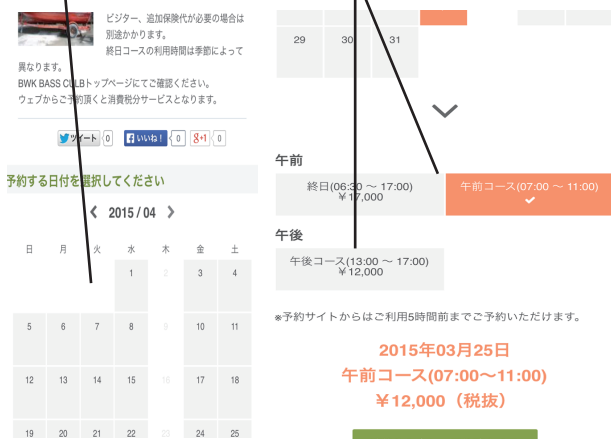 ビジター、追加保険代が必要の場合は
別途かかります。
終日コースの利用時間は季節によって
異なります。
BWK BASS CULBトップページにてご確認ください。
ウェブからご予約頂くと消費税分サービスとなります。
ツイート 0 いいね! 0 8+1 0
予約する日付を選択してください
2015 / 04
日 月 火 水 木 金 土
1 2 3 4
5 6 7 8 9 10 11
12 13 14 15 16 17 18
19 20 21 22 23 24 25
29 30 31
午前
終日(06:30 ～ 17:00)
￥17,000
午前コース(07:00 ～ 11:00)
午後
午後コース(13:00 ～ 17:00)
￥12,000
※予約サイトからはご利用5時間前までご予約いただけます。
2015年03月25日
午前コース(07:00～11:00)
￥12,000（税抜）